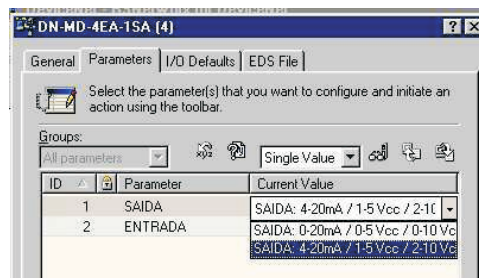 DN-MD-4EA-1SA (4)
General Parameters I/O Defaults EDS File
Select the parameter(s) that you want to configure and initiate an
action using the toolbar.
Groups:
All parameters Single Value
ID Parameter Current Value
1 SAIDA SAIDA: 4-20mA / 1-5 Vcc / 2-1
2 ENTRADA SAIDA: 0-20mA / 0-5 Vcc / 0-10 Vc
SAIDA: 4-20mA / 1-5 Vcc / 2-10 Vc